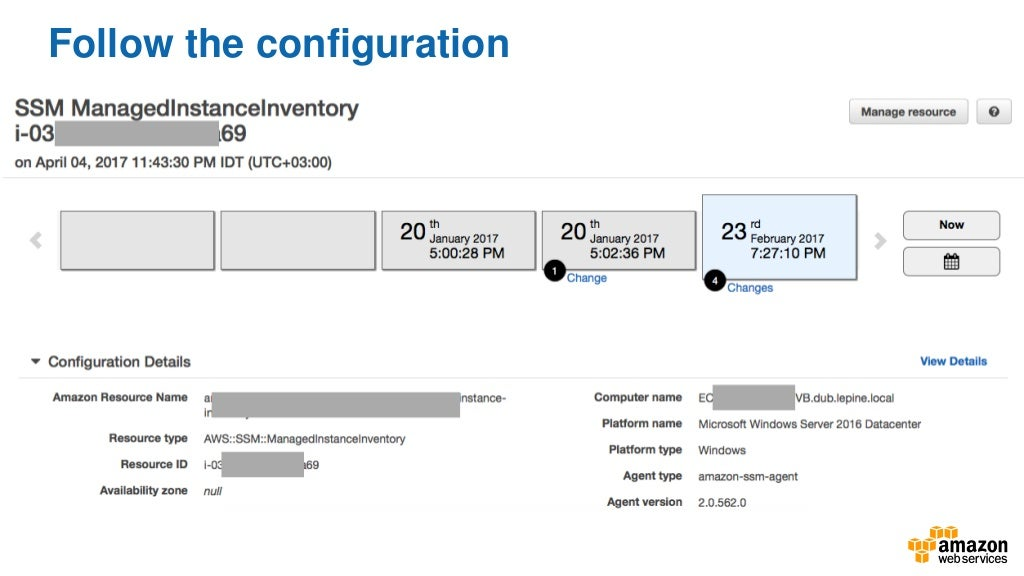 Follow the configuration
SSM ManagedInstanceInventory
i-03 69
on April 04, 2017 11:43:30 PM IDT (UTC+03:00)
Manage resource ?
20 th January 2017 5:00:28 PM
20 th January 2017 5:02:36 PM
1 Change
23 rd February 2017 7:27:10 PM
4 Changes
Now
Configuration Details
View Details
Amazon Resource Name
nstance-
Resource type AWS::SSM::ManagedInstanceInventory
Resource ID i-03 69
Availability zone null
Computer name EC VB.dub.lepine.local
Platform name Microsoft Windows Server 2016 Datacenter
Platform type Windows
Agent type amazon-ssm-agent
Agent version 2.0.562.0
amazon
webservices